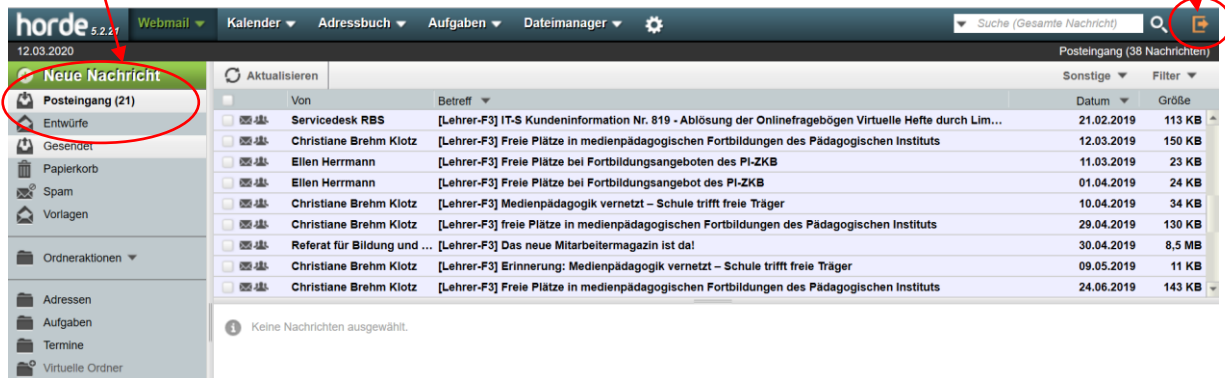 horde 5.2.21 Webmail Kalender Adressbuch Aufgaben Dateimanager Suche (Gesamte Nachricht)
12.03.2020 Posteingang (38 Nachrichten)
Neue Nachricht Aktualisieren Sonstige Filter
Posteingang (21) Von Betreff Datum Größe
Entwürfe Servicedesk RBS [Lehrer-F3] IT-S Kundeninformation Nr. 819 - Ablösung der Onlinefragebögen Virtuelle Hefte durch Lim... 21.02.2019 113 KB
Gesendet Christiane Brehm Klotz [Lehrer-F3] Freie Plätze in medienpädagogischen Fortbildungen des Pädagogischen Instituts 12.03.2019 150 KB
Papierkorb Ellen Herrmann [Lehrer-F3] Freie Plätze bei Fortbildungsangeboten des PI-ZKB 11.03.2019 23 KB
Spam Ellen Herrmann [Lehrer-F3] Freie Plätze bei Fortbildungsangebot des PI-ZKB 01.04.2019 24 KB
Vorlagen Christiane Brehm Klotz [Lehrer-F3] Medienpädagogik vernetzt – Schule trifft freie Träger 10.04.2019 34 KB
Christiane Brehm Klotz [Lehrer-F3] freie Plätze in medienpädagogischen Fortbildungen des Pädagogischen Instituts 29.04.2019 130 KB
Referat für Bildung und ... [Lehrer-F3] Das neue Mitarbeitermagazin ist da! 30.04.2019 8,5 MB
Ordneraktionen Christiane Brehm Klotz [Lehrer-F3] Erinnerung: Medienpädagogik vernetzt – Schule trifft freie Träger 09.05.2019 11 KB
Christiane Brehm Klotz [Lehrer-F3] Freie Plätze in medienpädagogischen Fortbildungen des Pädagogischen Instituts 24.06.2019 143 KB
Adressen
Aufgaben Keine Nachrichten ausgewählt.
Termine
Virtuelle Ordner